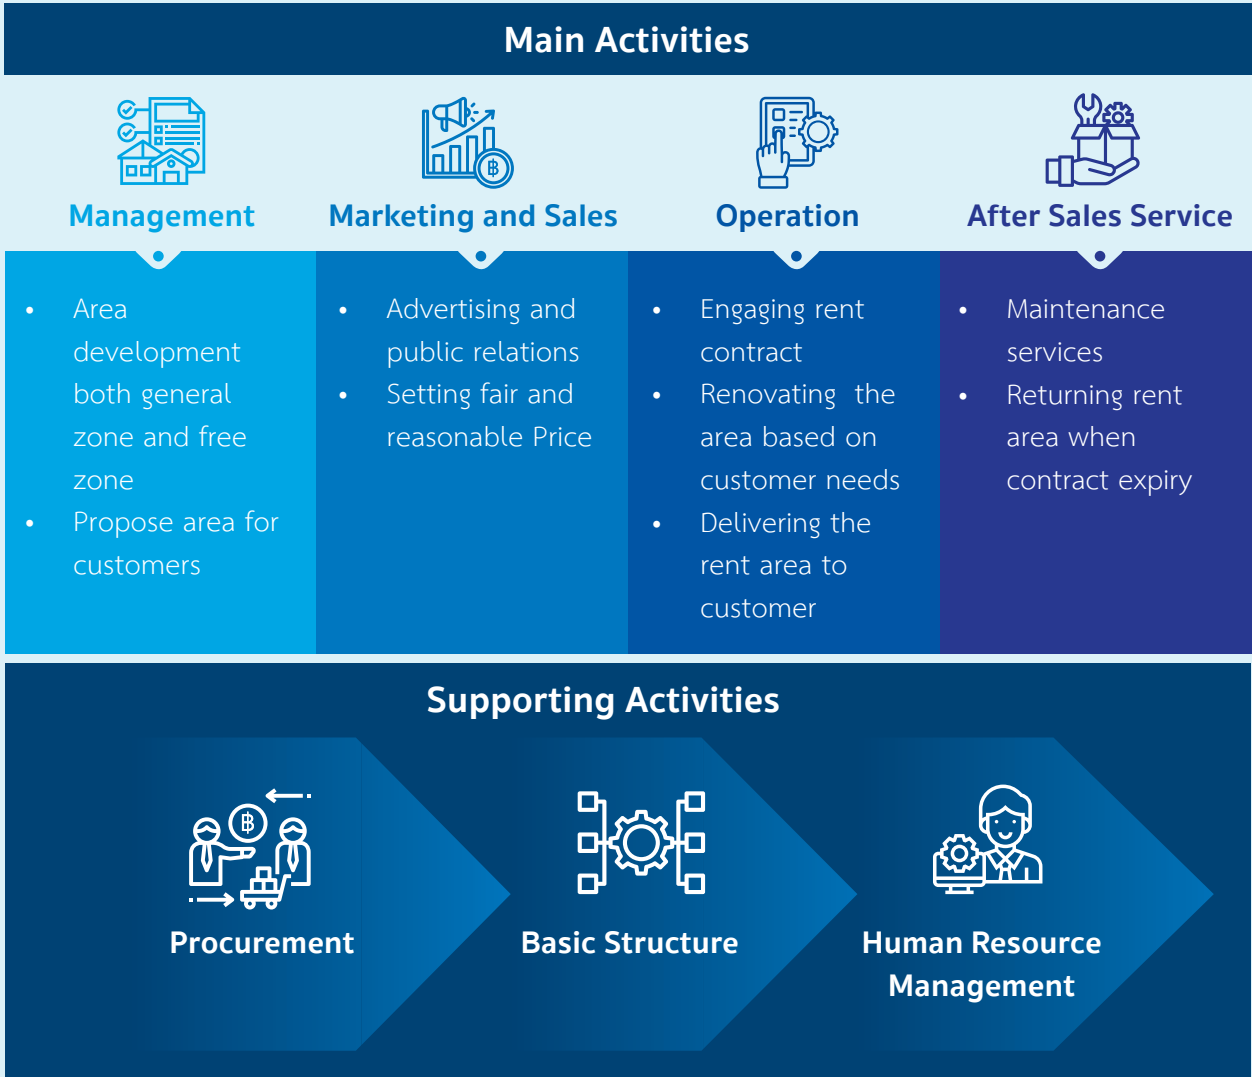 Main Activities
Management
Marketing and Sales
Operation
After Sales Service
• Area
development
both general
zone and free
zone
• Propose area for
customers
• Advertising and
public relations
• Setting fair and
reasonable Price
• Engaging rent
contract
• Renovating the
area based on
customer needs
• Delivering the
rent area to
customer
• Maintenance
services
• Returning rent
area when
contract expiry
Supporting Activities
Procurement
Basic Structure
Human Resource
Management